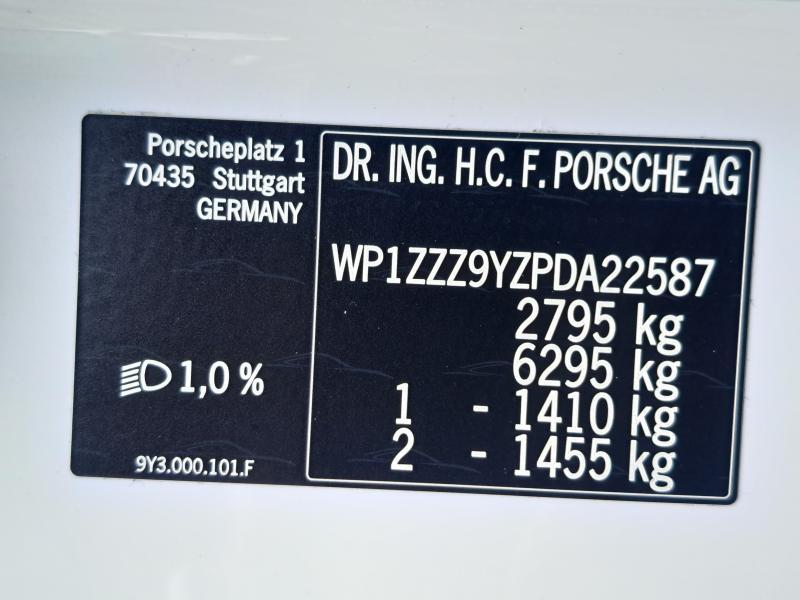 Porscheplatz 1
70435 Stuttgart
GERMANY
1,0 %
9Y3.000.101.F
DR. ING. H.C. F. PORSCHE AG
WP1ZZZ9YZPDA22587
2795 kg
6295 kg
1 - 1410 kg
2 - 1455 kg